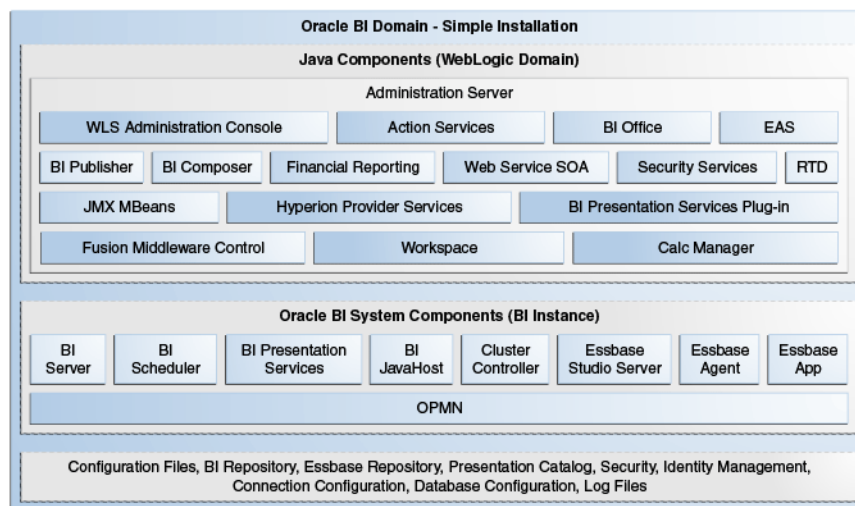 Oracle BI Domain - Simple Installation
Java Components (WebLogic Domain)
Administration Server
WLS Administration Console
Action Services
BI Office
EAS
BI Publisher
BI Composer
Financial Reporting
Web Service SOA
Security Services
RTD
JMX MBeans
Hyperion Provider Services
BI Presentation Services Plug-in
Fusion Middleware Control
Workspace
Calc Manager
Oracle BI System Components (BI Instance)
BI
Server
BI
Scheduler
BI Presentation
Services
BI
JavaHost
Cluster
Controller
Essbase
Studio Server
Essbase
Agent
Essbase
App
OPMN
Configuration Files, BI Repository, Essbase Repository, Presentation Catalog, Security, Identity Management,
Connection Configuration, Database Configuration, Log Files